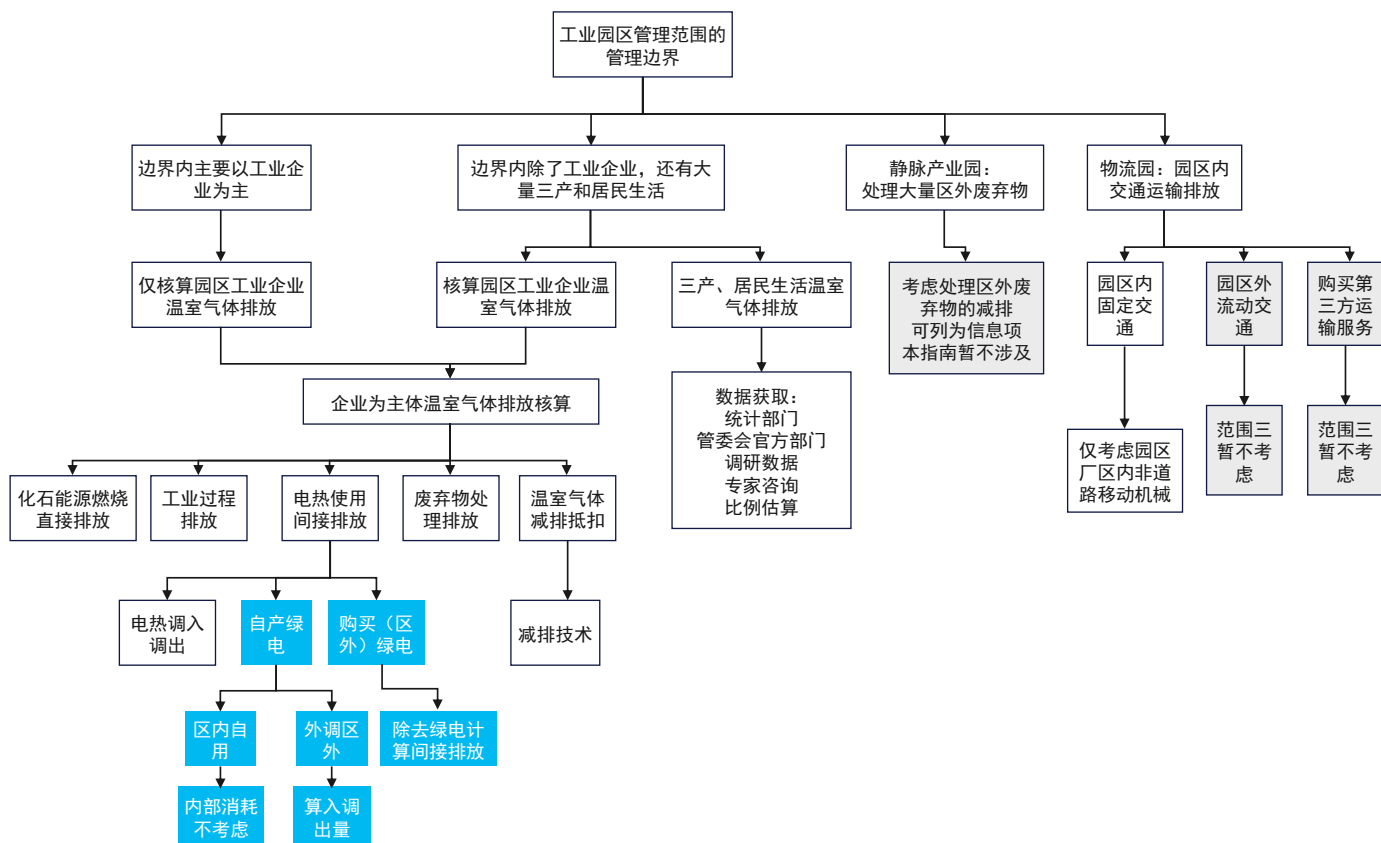 工业园区管理范围的
管理边界
边界内主要以工业企
业为主
边界内除了工业企业，还有大
量三产和居民生活
静脉产业园：
处理大量区外废弃物
物流园：园区内
交通运输排放
仅核算园区工业企业
温室气体排放
核算园区工业企业温
室气体排放
三产、居民生活温室
气体排放
考虑处理区外废
弃物的减排
可列为信息项
本指南暂不涉及
园区内
固定交
通
园区外
流动交
通
购买第
三方运
输服务
企业为主体温室气体排放核算
数据获取：
统计部门
管委会官方部门
调研数据
专家咨询
比例估算
仅考虑园区
厂区内非道
路移动机械
范围三
暂不考
虑
范围三
暂不考
虑
化石能源燃烧
直接排放
工业过程
排放
电热使用
间接排放
废弃物处
理排放
温室气体
减排抵扣
电热调入
调出
自产绿
电
购买（区
外）绿电
减排技术
区内自
用
外调区
外
除去绿电计
算间接排放
内部消耗
不考虑
算入调
出量